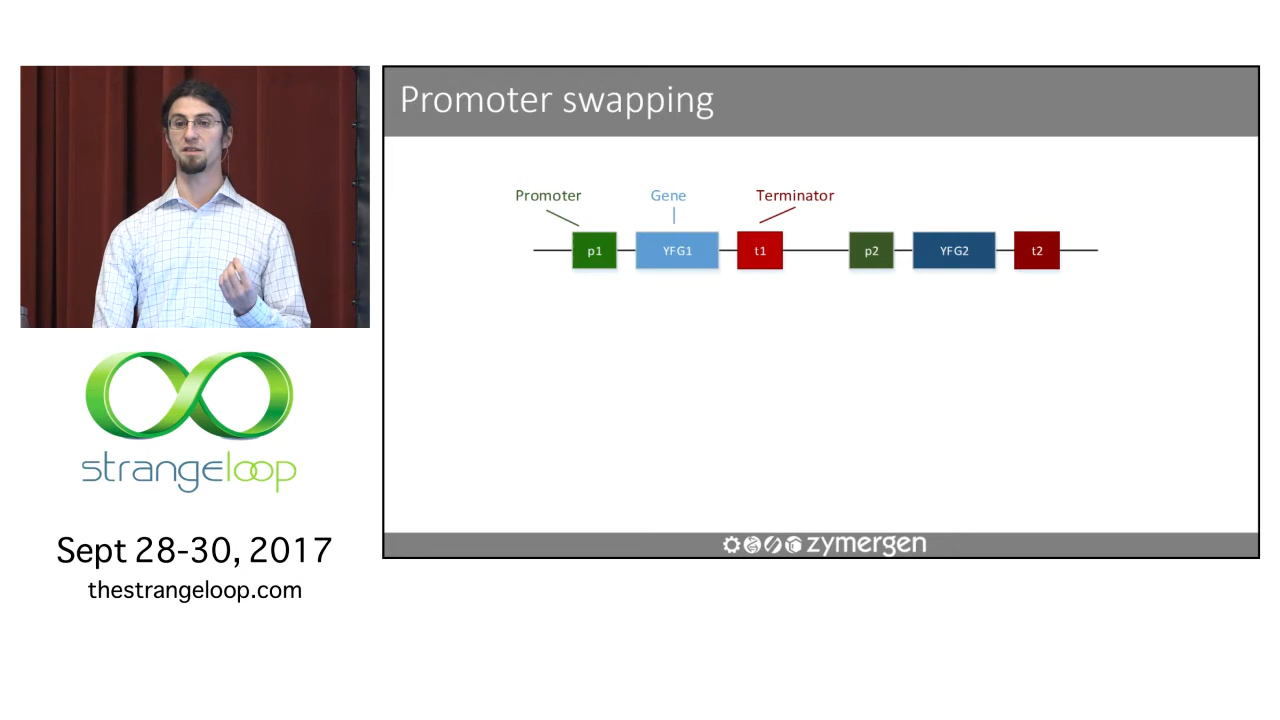 Promoter swapping
Promoter Gene Terminator
p1 YFG1 t1 p2 YFG2 t2
zymergen
strangeloop
Sept 28-30, 2017
thestrangeloop.com